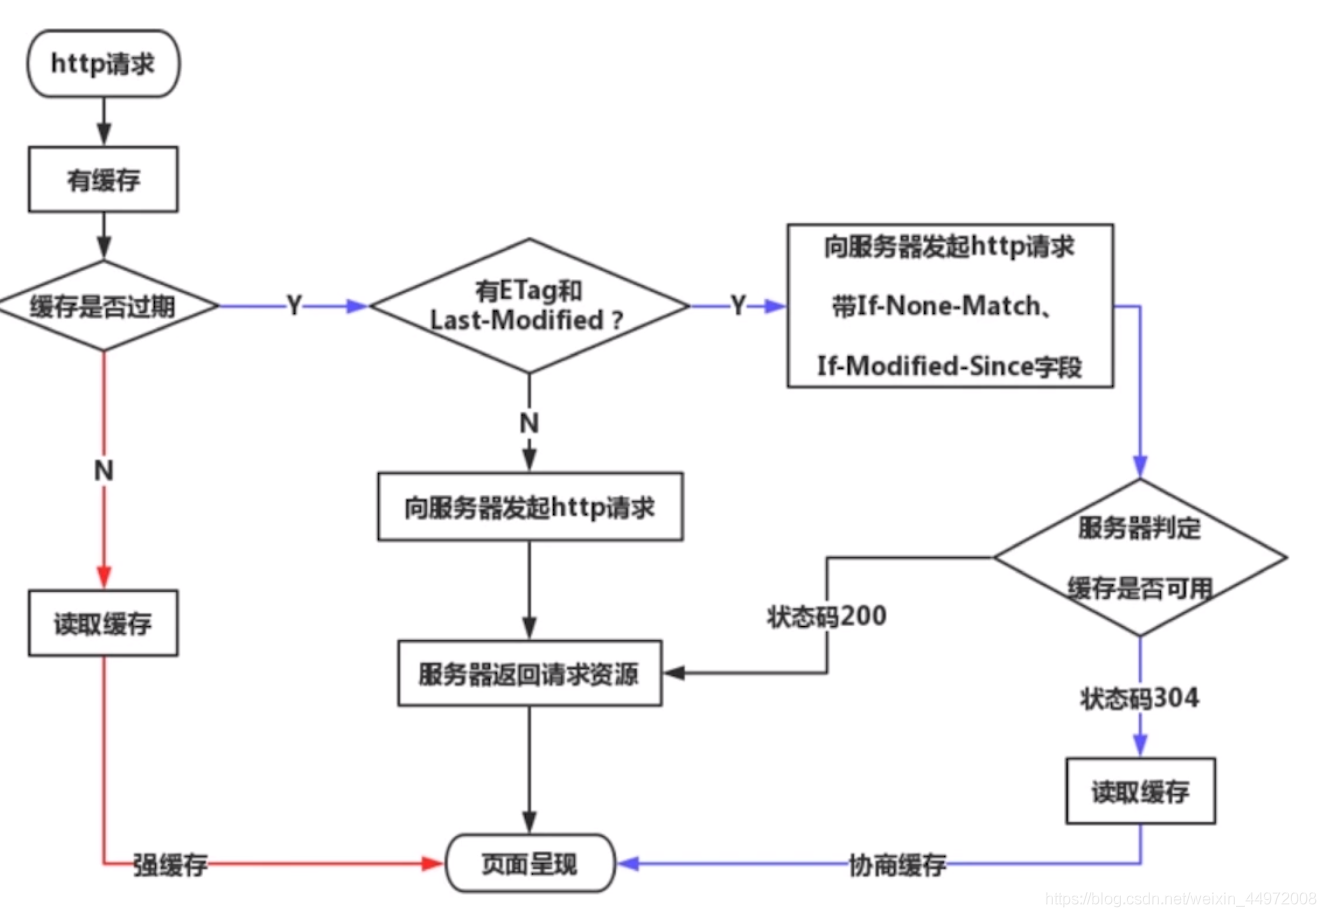 http请求
有缓存
缓存是否过期
Y
有ETag和
Last-Modified？
Y
向服务器发起http请求
带If-None-Match、
If-Modified-Since字段
N
N
向服务器发起http请求
服务器判定
缓存是否可用
状态码200
读取缓存
服务器返回请求资源
状态码304
读取缓存
强缓存
页面呈现
协商缓存
https://blog.csdn.net/weixin_44972008